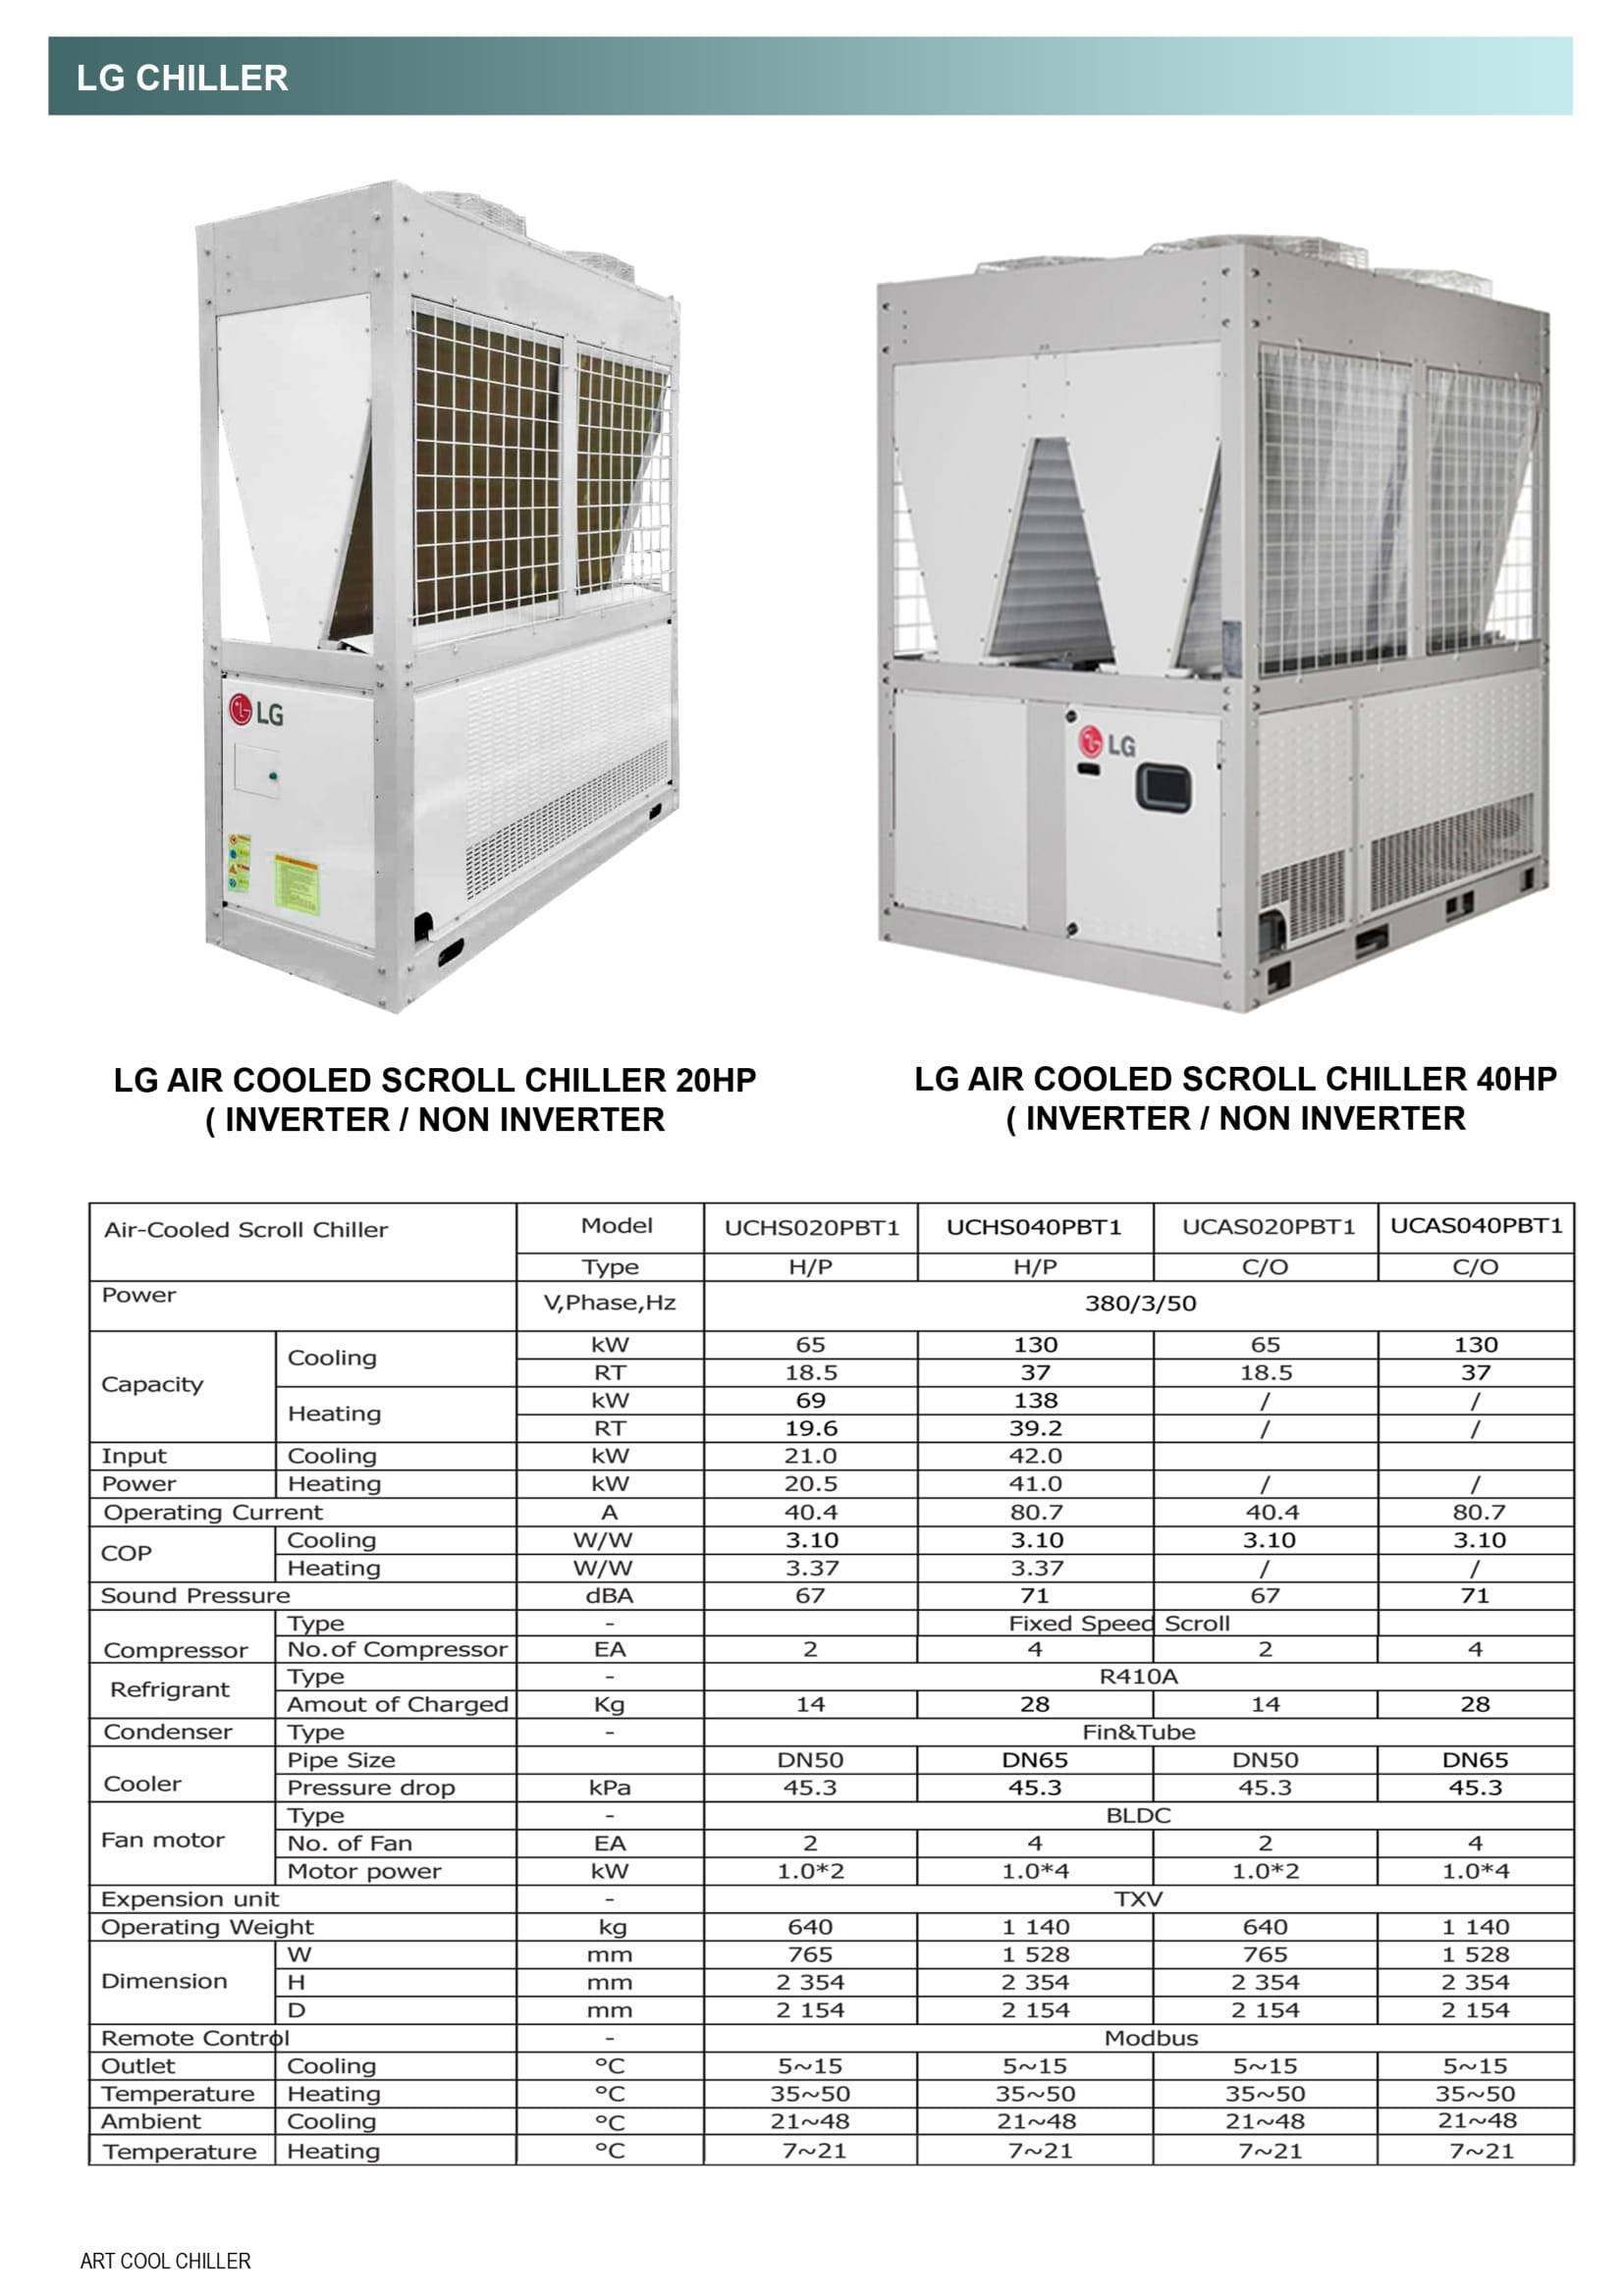 LG CHILLER
LG
LG
LG AIR COOLED SCROLL CHILLER 20HP
( INVERTER / NON INVERTER
LG AIR COOLED SCROLL CHILLER 40HP
( INVERTER / NON INVERTER
Air-Cooled Scroll Chiller Model UCHS020PBT1 UCHS040PBT1 UCAS020PBT1 UCAS040PBT1
Type H/P H/P C/O C/O
Power V,Phase,Hz 380/3/50
Capacity Cooling kW 65 130 65 130
RT 18.5 37 18.5 37
Heating kW 69 138 / /
RT 19.6 39.2 / /
Input Cooling kW 21.0 42.0
Power Heating kW 20.5 41.0 / /
Operating Current A 40.4 80.7 40.4 80.7
COP Cooling W/W 3.10 3.10 3.10 3.10
Heating W/W 3.37 3.37 / /
Sound Pressure dBA 67 71 67 71
Compressor Type - Fixed Speed Scroll
No.of Compressor EA 2 4 2 4
Refrigrant Type - R410A
Amout of Charged Kg 14 28 14 28
Condenser Type - Fin&Tube
Cooler Pipe Size DN50 DN65 DN50 DN65
Pressure drop kPa 45.3 45.3 45.3 45.3
Fan motor Type - BLDC
No. of Fan EA 2 4 2 4
Motor power kW 1.0*2 1.0*4 1.0*2 1.0*4
Expension unit - TXV
Operating Weight kg 640 1 140 640 1 140
Dimension W mm 765 1 528 765 1 528
H mm 2 354 2 354 2 354 2 354
D mm 2 154 2 154 2 154 2 154
Remote Control - Modbus
Outlet Cooling °C 5~15 5~15 5~15 5~15
Temperature Heating °C 35~50 35~50 35~50 35~50
Ambient Cooling °C 21~48 21~48 21~48 21~48
Temperature Heating °C 7~21 7~21 7~21 7~21
ART COOL CHILLER